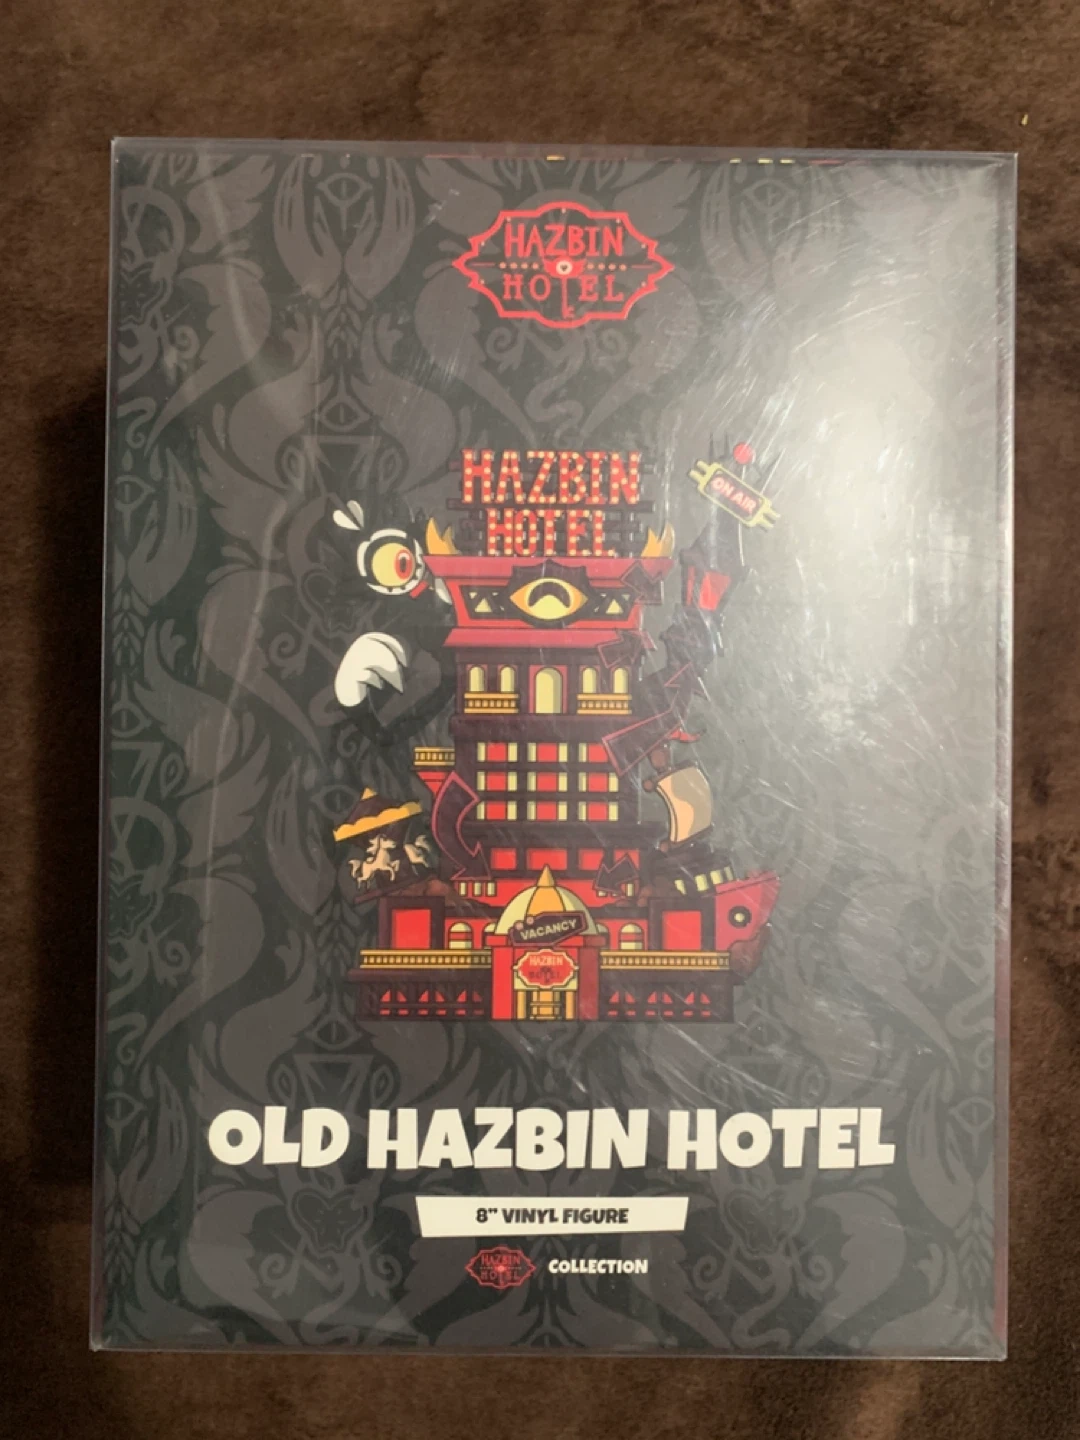 HAZBIN
HOTEL
HAZBIN
HOTEL
ON AIR
VACANCY
HAZBIN
HOTEL
OLD HAZBIN HOTEL
8" VINYL FIGURE
HAZBIN
HOTEL
COLLECTION